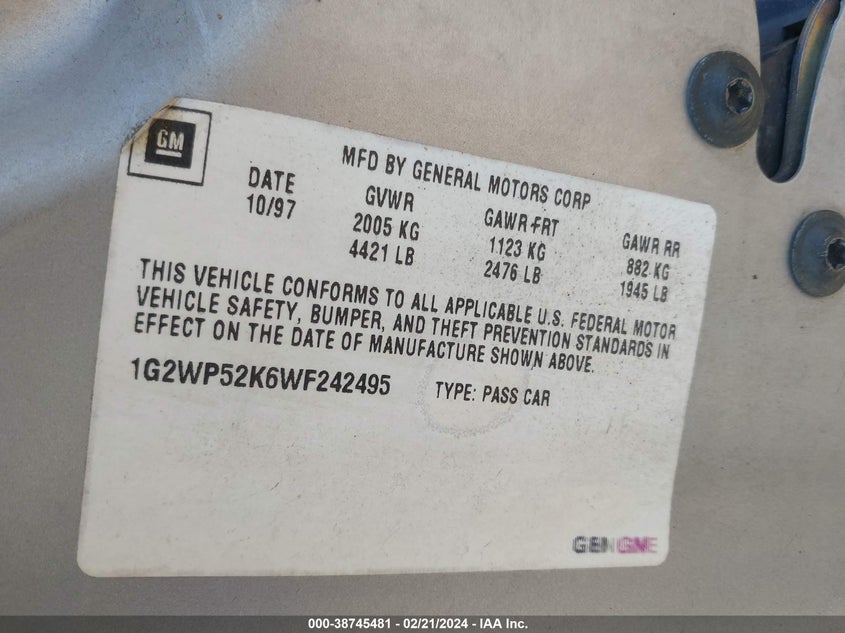 GM
MFD BY GENERAL MOTORS CORP
DATE GVWR GAWR FRT GAWR RR
10/97 2005 KG 1123 KG 882 KG
4421 LB 2476 LB 1945 LB
THIS VEHICLE CONFORMS TO ALL APPLICABLE U.S. FEDERAL MOTOR
VEHICLE SAFETY, BUMPER, AND THEFT PREVENTION STANDARDS IN
EFFECT ON THE DATE OF MANUFACTURE SHOWN ABOVE.
1G2WP52K6WF242495 TYPE: PASS CAR
000-38745481 - 02/21/2024 - IAA Inc.